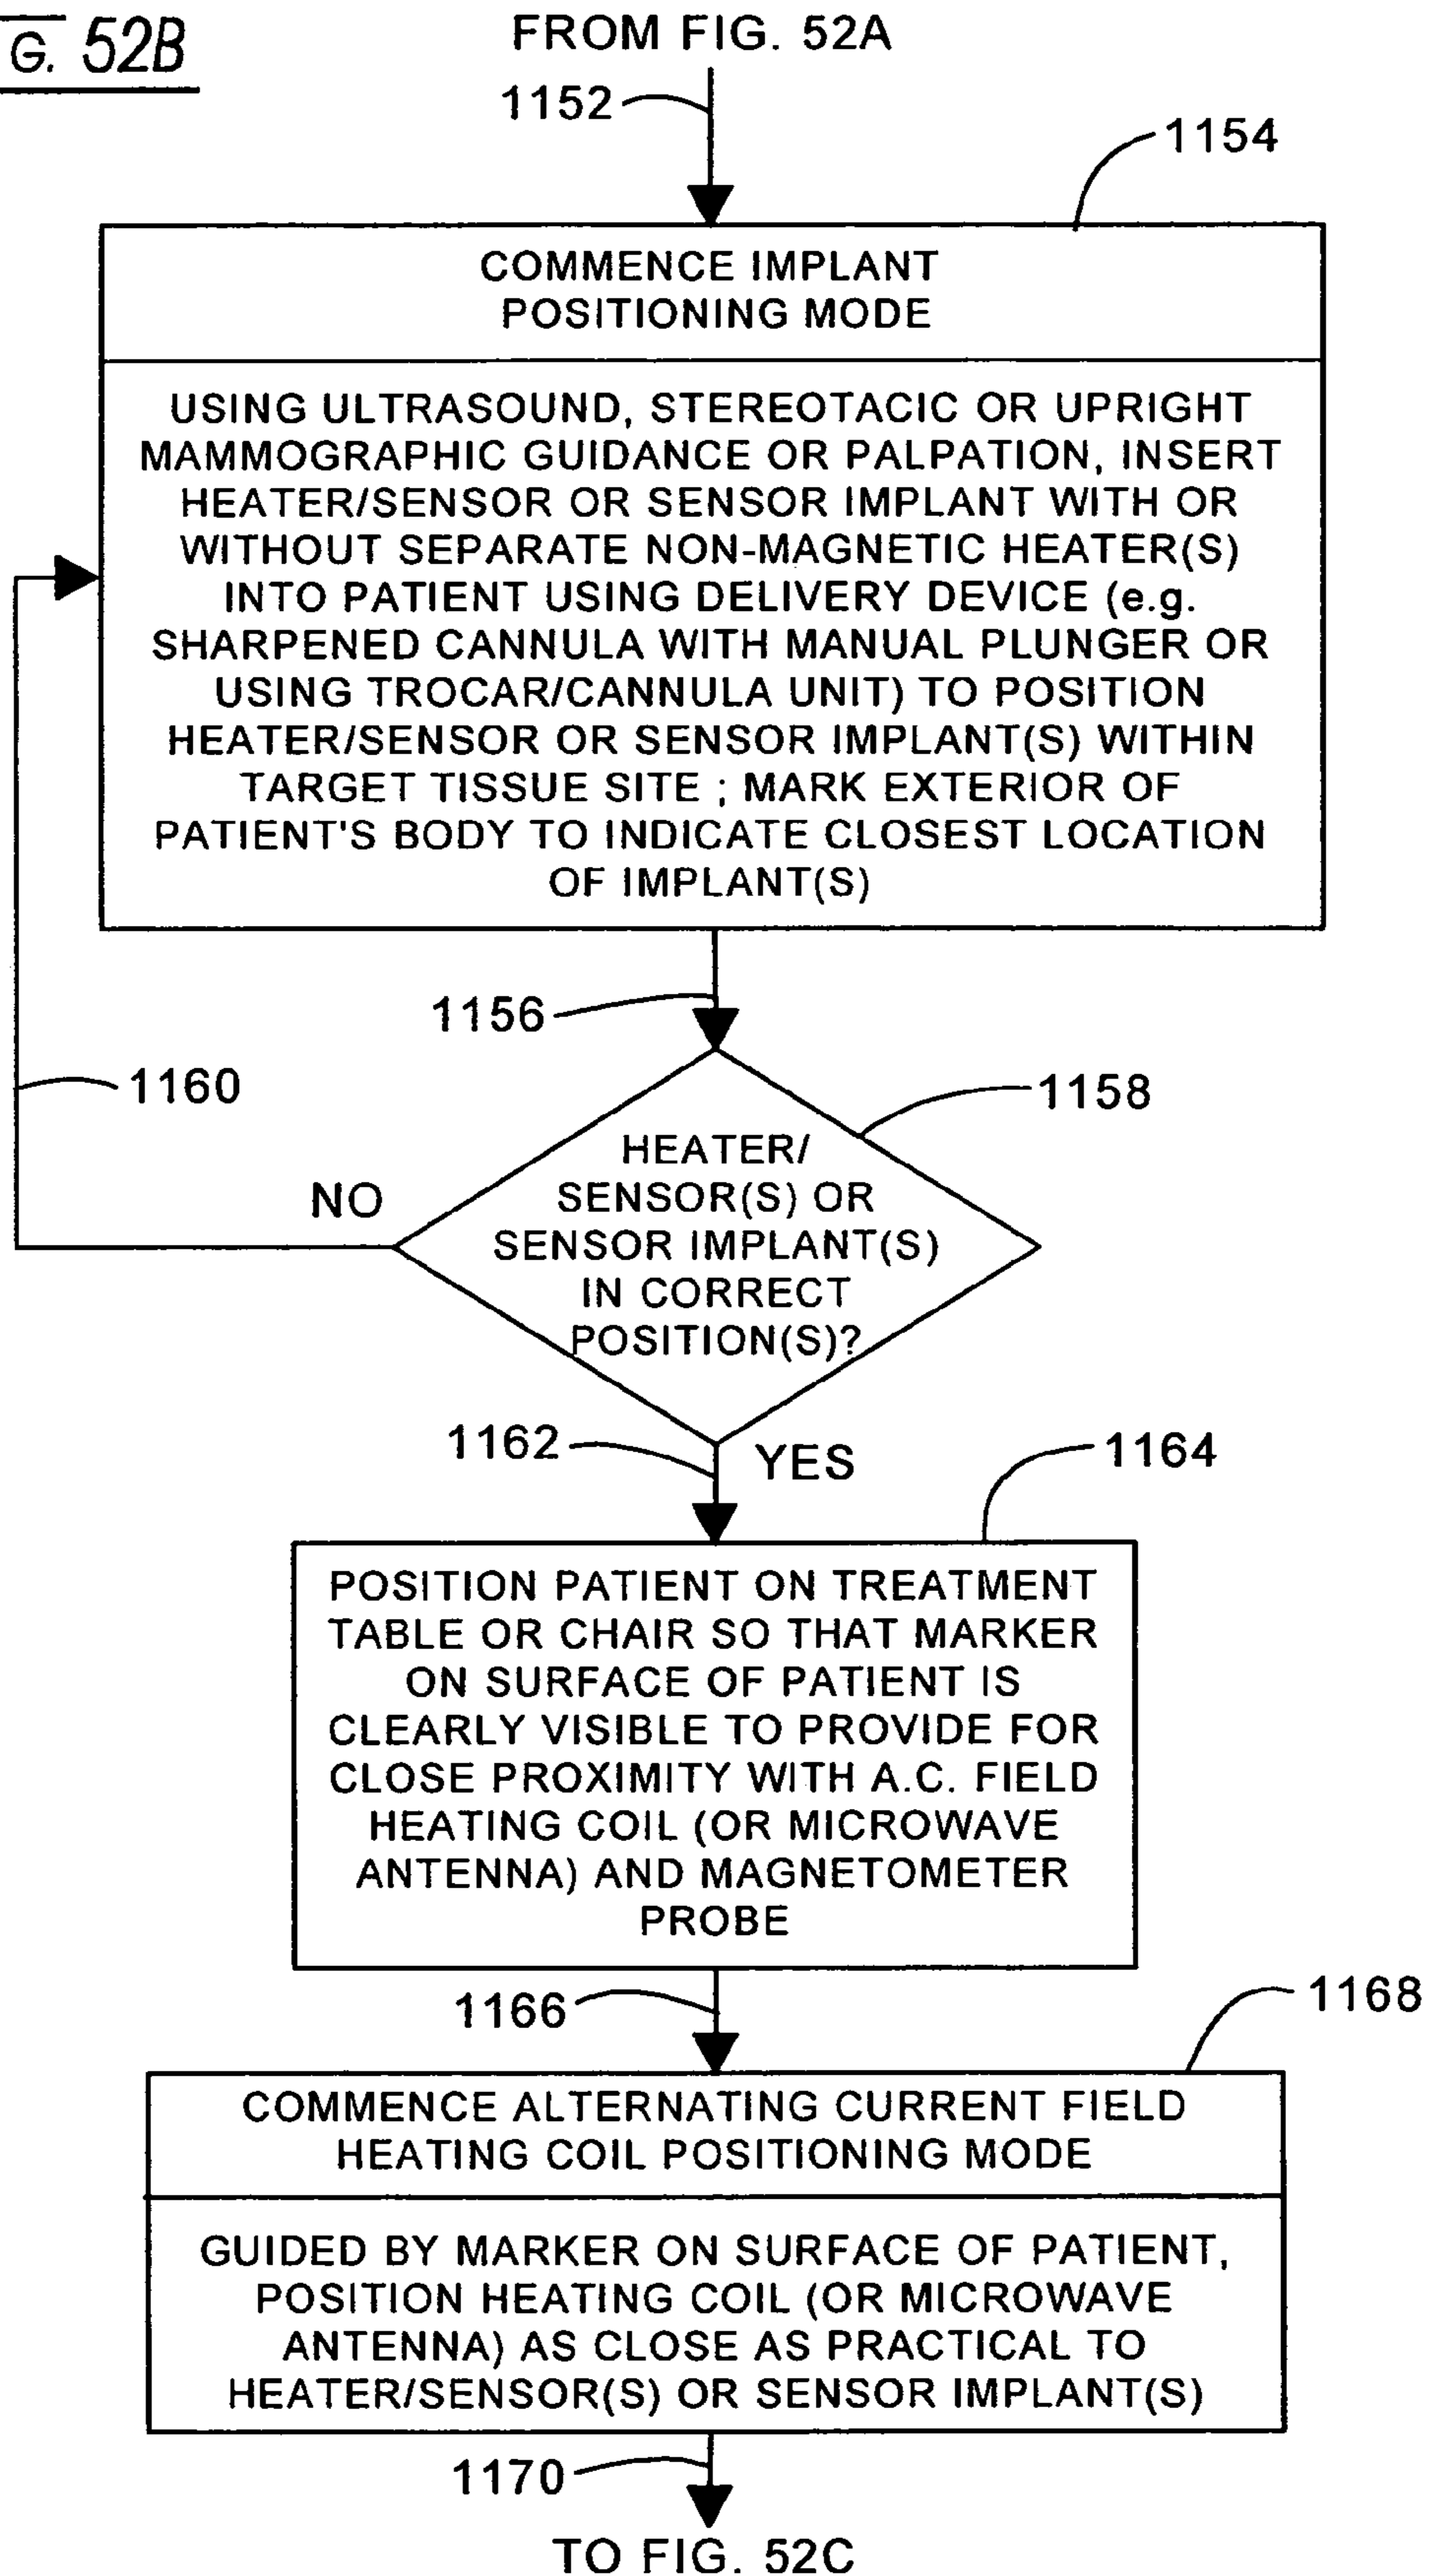 G. 52B
FROM FIG. 52A
1152
1154
COMMENCE IMPLANT
POSITIONING MODE
USING ULTRASOUND, STEREOTACIC OR UPRIGHT
MAMMOGRAPHIC GUIDANCE OR PALPATION, INSERT
HEATER/SENSOR OR SENSOR IMPLANT WITH OR
WITHOUT SEPARATE NON-MAGNETIC HEATER(S)
INTO PATIENT USING DELIVERY DEVICE (e.g.
SHARPENED CANNULA WITH MANUAL PLUNGER OR
USING TROCAR/CANNULA UNIT) TO POSITION
HEATER/SENSOR OR SENSOR IMPLANT(S) WITHIN
TARGET TISSUE SITE ; MARK EXTERIOR OF
PATIENT'S BODY TO INDICATE CLOSEST LOCATION
OF IMPLANT(S)
1156
1160
1158
NO
HEATER/
SENSOR(S) OR
SENSOR IMPLANT(S)
IN CORRECT
POSITION(S)?
1162
YES
1164
POSITION PATIENT ON TREATMENT
TABLE OR CHAIR SO THAT MARKER
ON SURFACE OF PATIENT IS
CLEARLY VISIBLE TO PROVIDE FOR
CLOSE PROXIMITY WITH A.C. FIELD
HEATING COIL (OR MICROWAVE
ANTENNA) AND MAGNETOMETER
PROBE
1166
1168
COMMENCE ALTERNATING CURRENT FIELD
HEATING COIL POSITIONING MODE
GUIDED BY MARKER ON SURFACE OF PATIENT,
POSITION HEATING COIL (OR MICROWAVE
ANTENNA) AS CLOSE AS PRACTICAL TO
HEATER/SENSOR(S) OR SENSOR IMPLANT(S)
1170
TO FIG. 52C